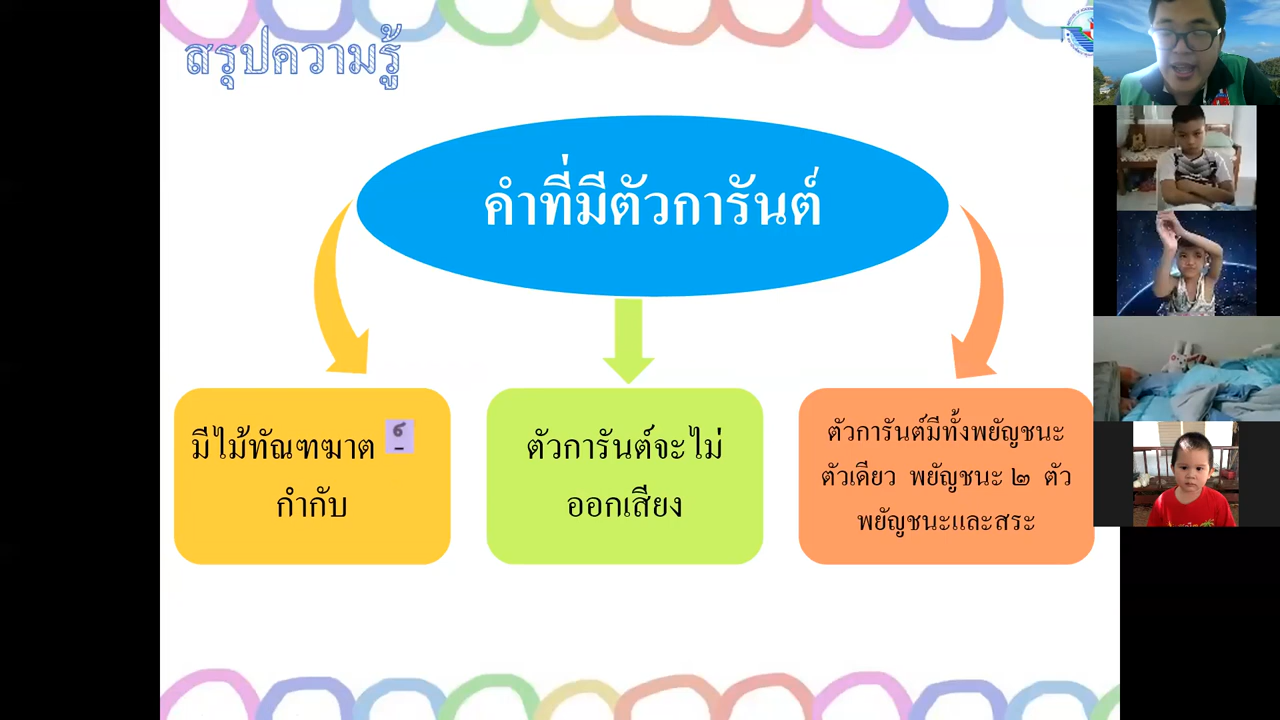 สรุปความรู้
คำที่มีตัวการันต์
มีไม้ทัณฑฆาต ์
กำกับ
ตัวการันต์จะไม่
ออกเสียง
ตัวการันต์มีทั้งพยัญชนะ
ตัวเดียว พยัญชนะ ๒ ตัว
พยัญชนะและสระ